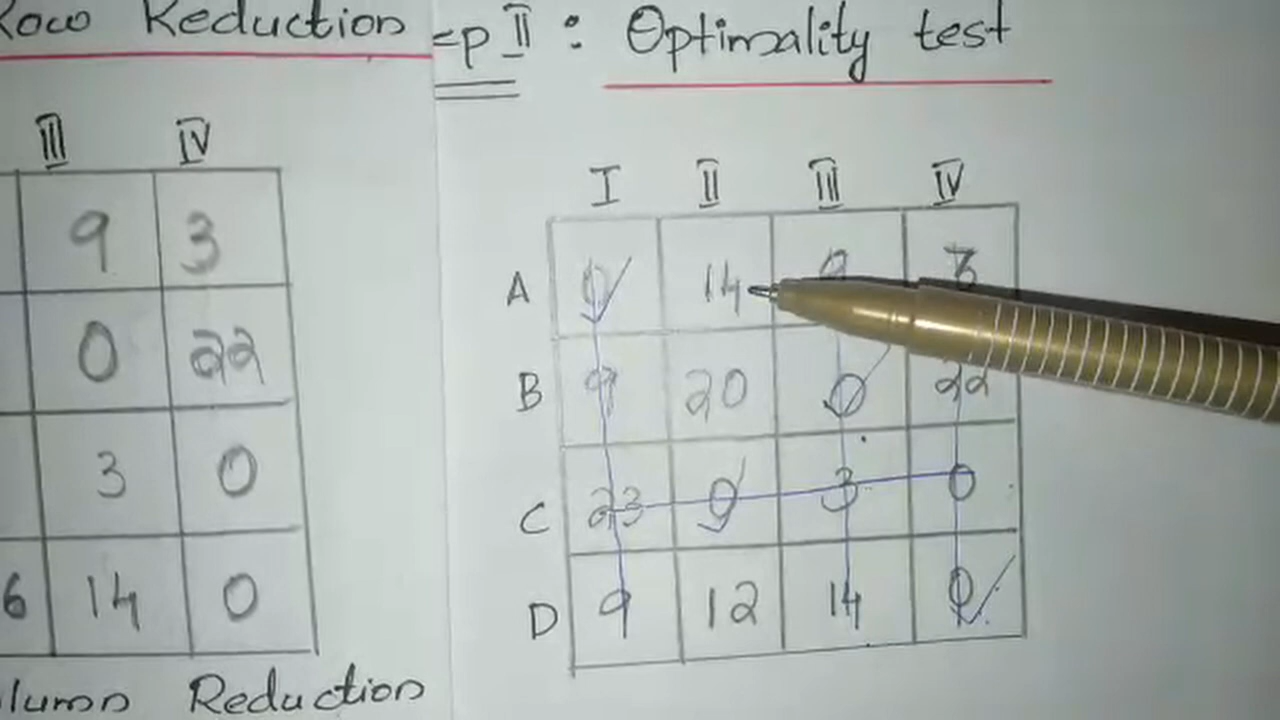 Row Reduction
III IV
9 3
0 22
3 0
6 14 0
lumn Reduction
=p II : Optimality test
I II III IV
A 0 14 9 3
B 9 20 0 22
C 23 0 3 0
D 9 12 14 0